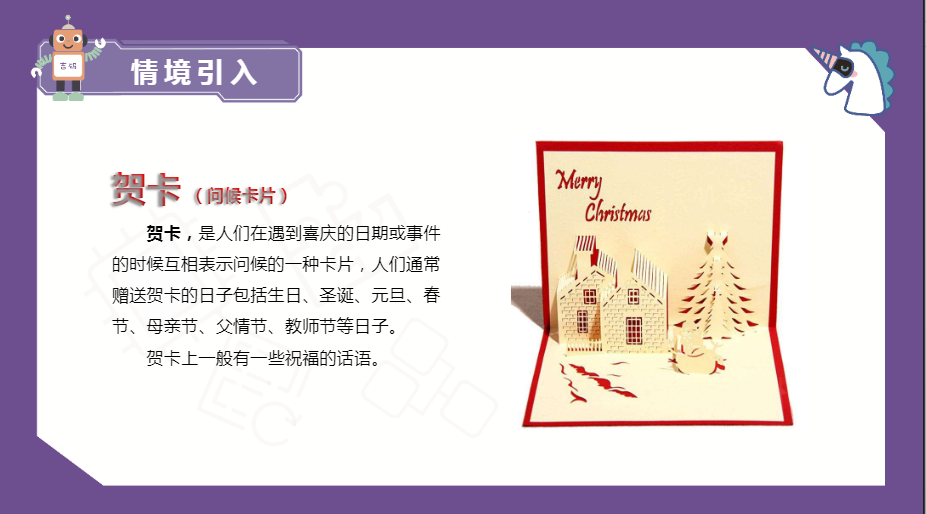 情境引入
贺卡（问候卡片）
贺卡，是人们在遇到喜庆的日期或事件
的时候互相表示问候的一种卡片，人们通常
赠送贺卡的日子包括生日、圣诞、元旦、春
节、母亲节、父情节、教师节等日子。
贺卡上一般有一些祝福的话语。
Merry
Christmas